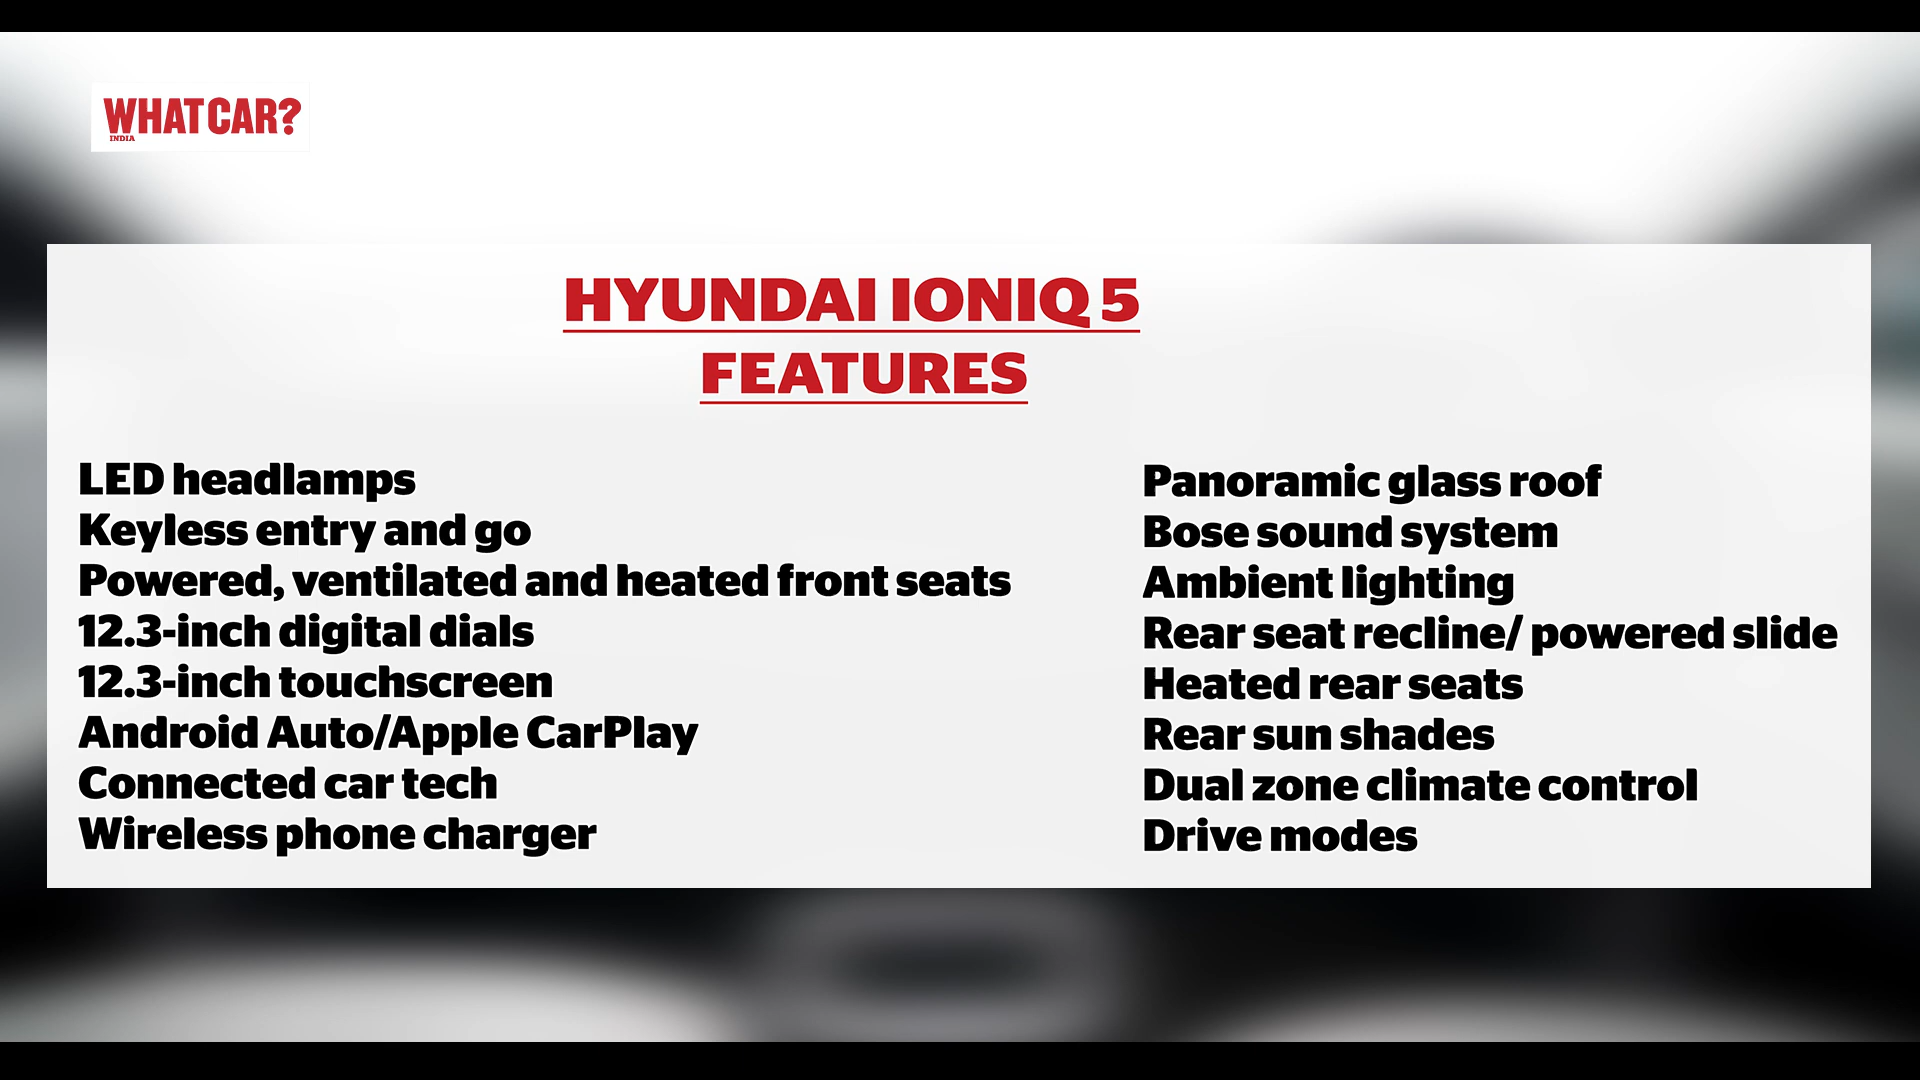 WHAT CAR?
INDIA
HYUNDAI IONIQ 5
FEATURES
LED headlamps
Keyless entry and go
Powered, ventilated and heated front seats
12.3-inch digital dials
12.3-inch touchscreen
Android Auto/Apple CarPlay
Connected car tech
Wireless phone charger
Panoramic glass roof
Bose sound system
Ambient lighting
Rear seat recline/ powered slide
Heated rear seats
Rear sun shades
Dual zone climate control
Drive modes